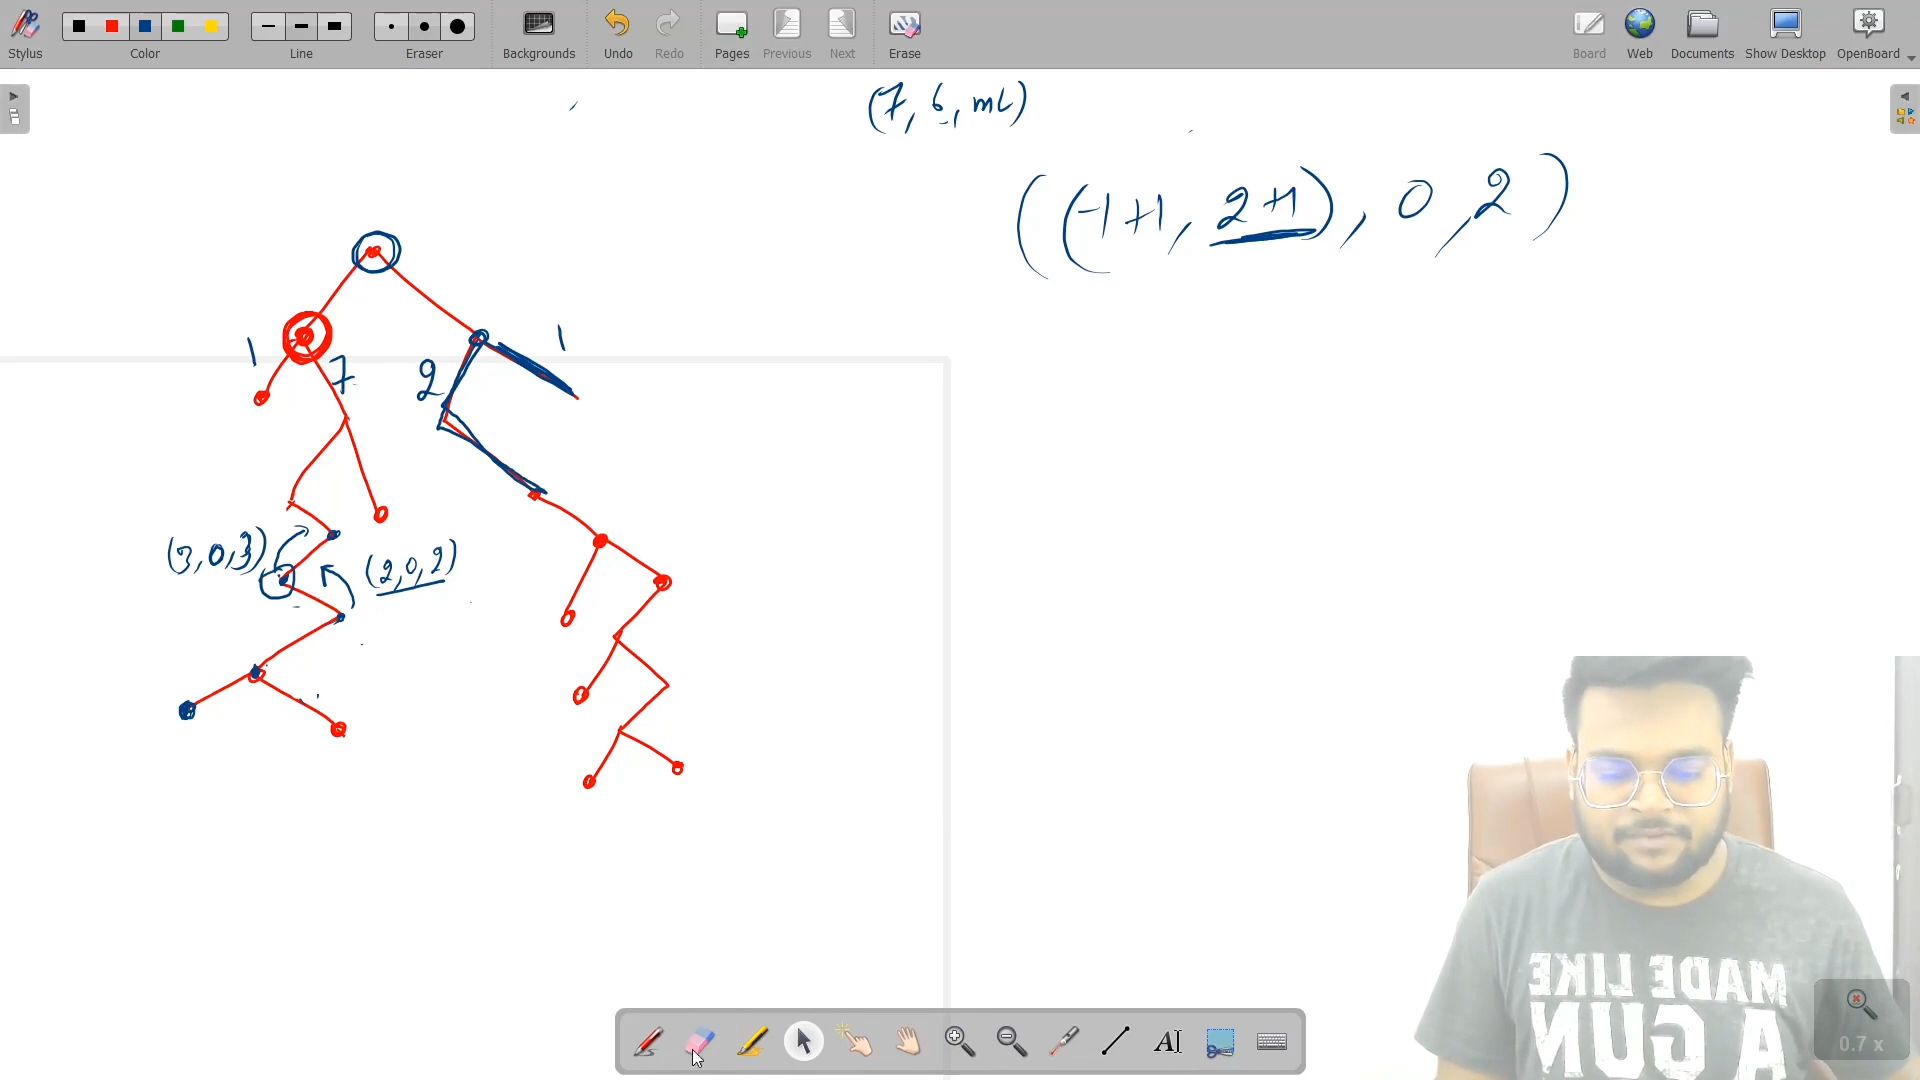 Stylus
Color
Line
Eraser
Backgrounds
Undo
Redo
Pages
Previous
Next
Erase
Board
Web
Documents
Show Desktop
OpenBoard
(7, 6, mL)
((-1+1, 2+1), 0, 2)
1
7
2
1
(3,0,3)
(2,0,2)
MADE LIKE
A GUN
0.7 x